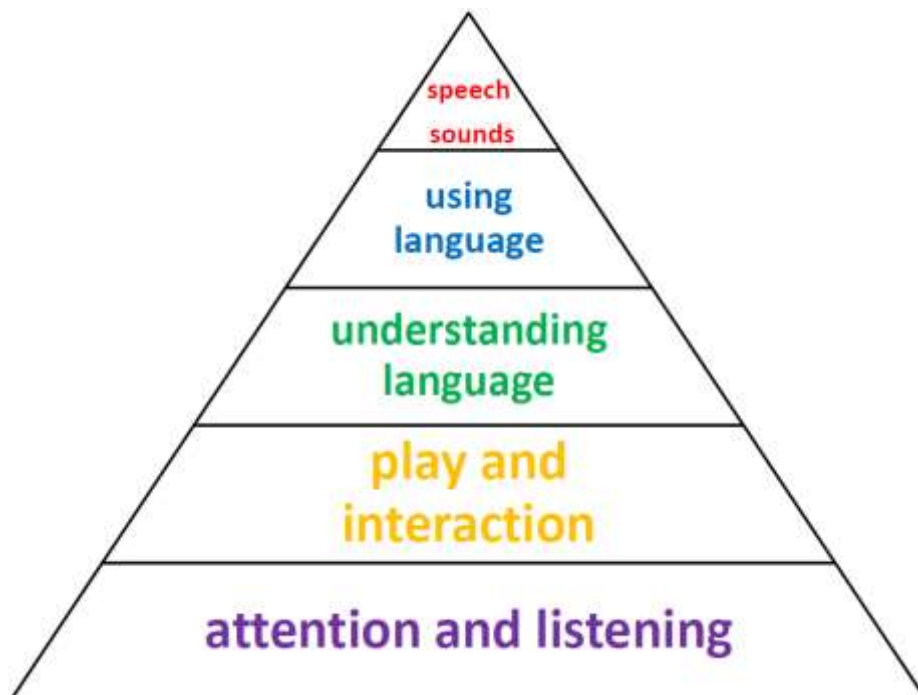 speech
sounds
using
language
understanding
language
play and
interaction
attention and listening